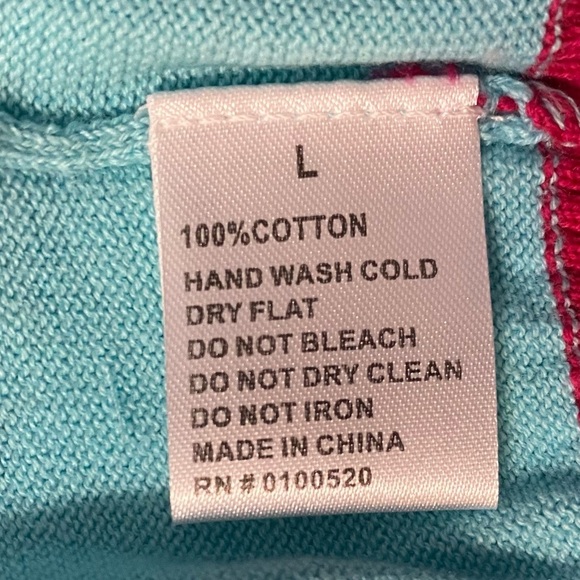 L
100%COTTON
HAND WASH COLD
DRY FLAT
DO NOT BLEACH
DO NOT DRY CLEAN
DO NOT IRON
MADE IN CHINA
RN # 0100520